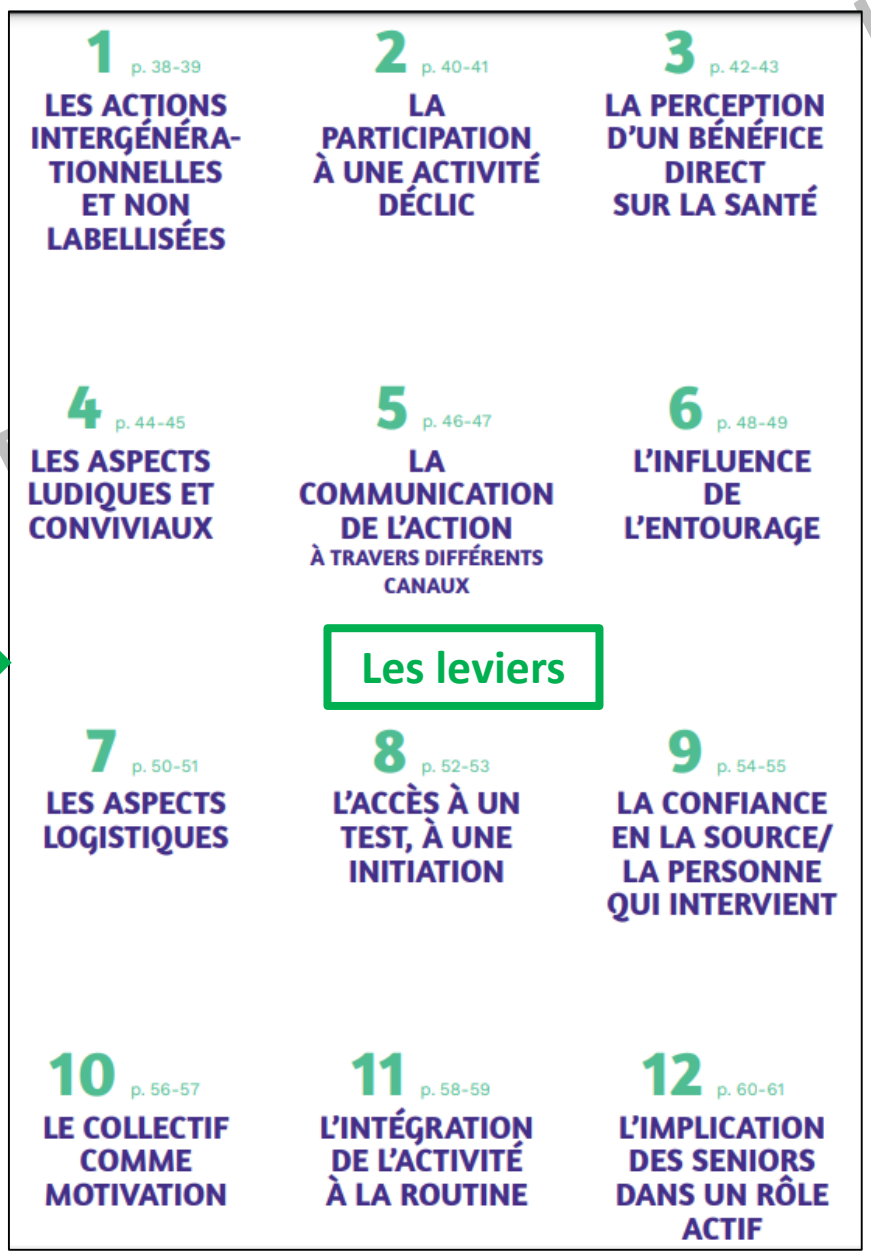 1 p. 38-39
LES ACTIONS
INTERGÉNÉRA-
TIONNELLES
ET NON
LABELLISÉES
2 p. 40-41
LA
PARTICIPATION
À UNE ACTIVITÉ
DÉCLIC
3 p. 42-43
LA PERCEPTION
D'UN BÉNÉFICE
DIRECT
SUR LA SANTÉ
4 p. 44-45
LES ASPECTS
LUDIQUES ET
CONVIVIAUX
5 p. 46-47
LA
COMMUNICATION
DE L'ACTION
À TRAVERS DIFFÉRENTS
CANAUX
6 p. 48-49
L'INFLUENCE
DE
L'ENTOURAGE
Les leviers
7 p. 50-51
LES ASPECTS
LOGISTIQUES
8 p. 52-53
L'ACCÈS À UN
TEST, À UNE
INITIATION
9 p. 54-55
LA CONFIANCE
EN LA SOURCE/
LA PERSONNE
QUI INTERVIENT
10 p. 56-57
LE COLLECTIF
COMME
MOTIVATION
11 p. 58-59
L'INTÉGRATION
DE L'ACTIVITÉ
À LA ROUTINE
12 p. 60-61
L'IMPLICATION
DES SENIORS
DANS UN RÔLE
ACTIF